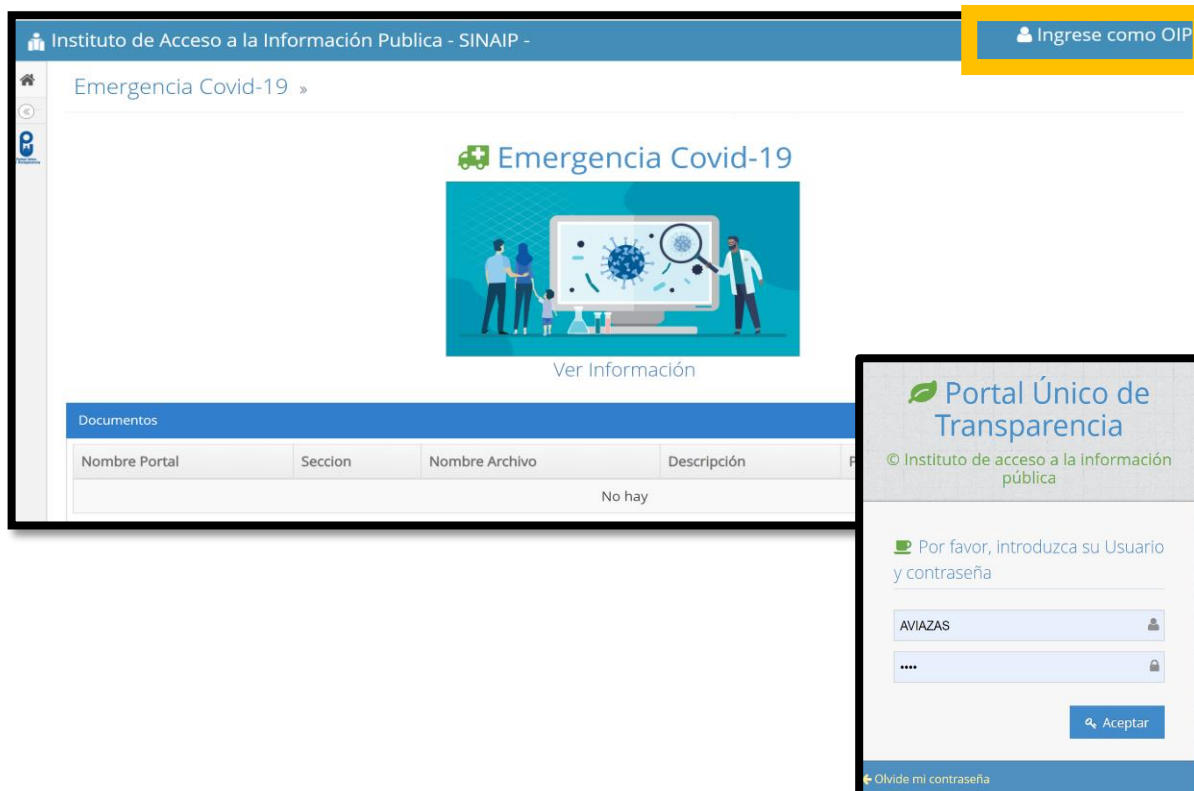 Instituto de Acceso a la Información Publica - SINAIP -
Ingrese como OIP
Emergencia Covid-19 »
Emergencia Covid-19
Ver Información
Documentos
Nombre Portal Seccion Nombre Archivo Descripción
No hay
Portal Único de
Transparencia
© Instituto de acceso a la información
pública
Por favor, introduzca su Usuario
y contraseña
AVIAZAS
••••
Aceptar
Olvide mi contraseña